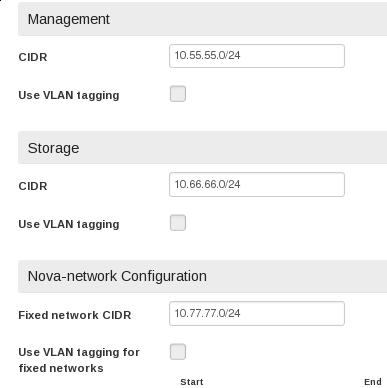 Management
CIDR 10.55.55.0/24
Use VLAN tagging
Storage
CIDR 10.66.66.0/24
Use VLAN tagging
Nova-network Configuration
Fixed network CIDR 10.77.77.0/24
Use VLAN tagging for
fixed networks
Start End